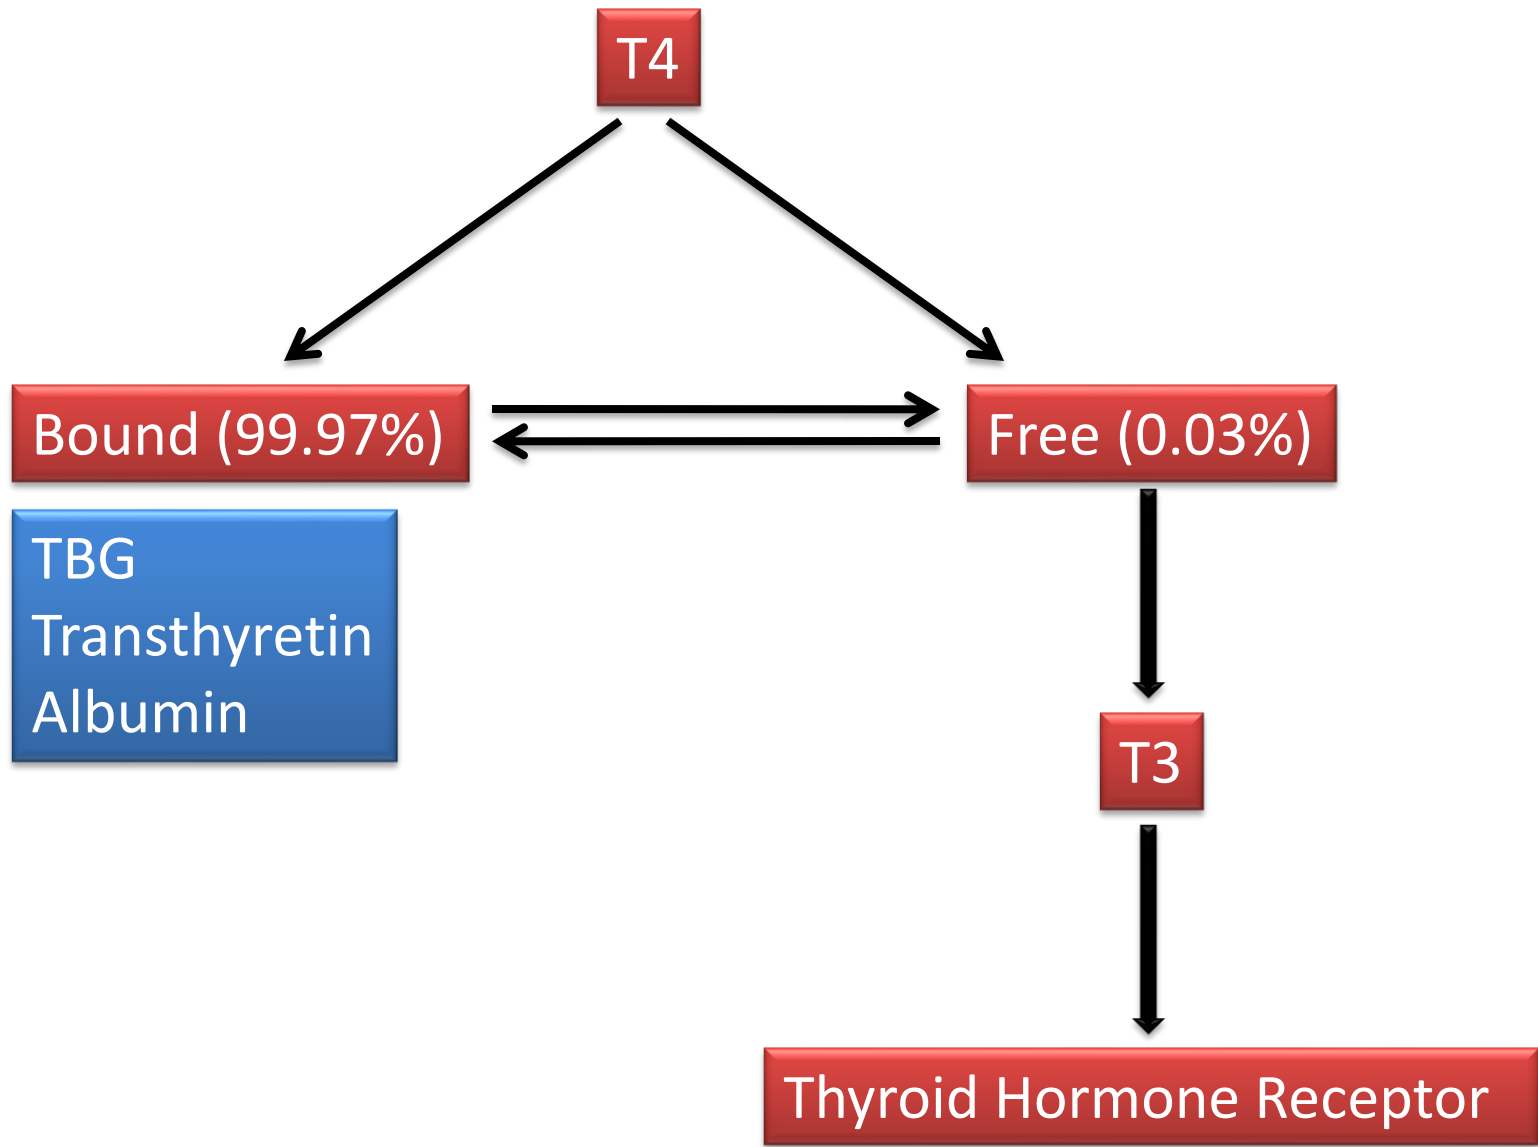 T4
Bound (99.97%)
Free (0.03%)
TBG
Transthyretin
Albumin
T3
Thyroid Hormone Receptor